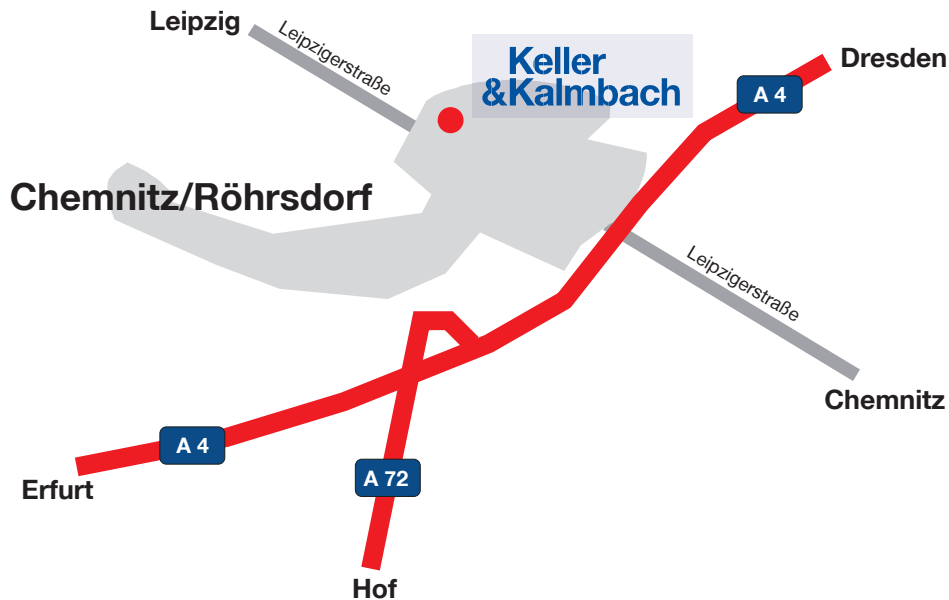 Leipzig
Leipzigerstraße
Keller
&Kalmbach
Dresden
A 4
Chemnitz/Röhrsdorf
Leipzigerstraße
Chemnitz
A 4
Erfurt
A 72
Hof